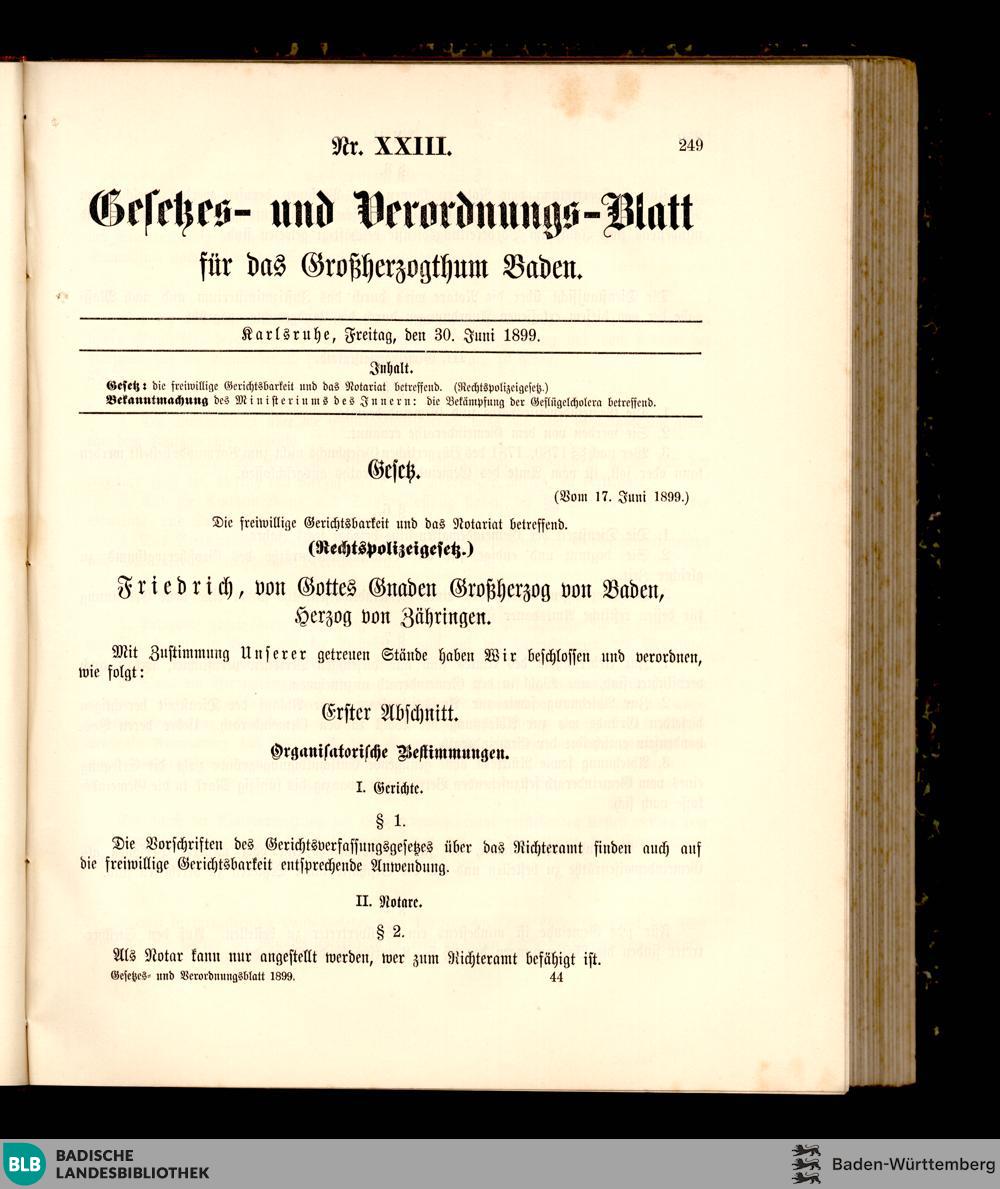 Nr. XXIII.
249
Gesetzes- und Verordnungs-Blatt
für das Großherzogthum Baden.
Karlsruhe, Freitag, den 30. Juni 1899.
Inhalt.
Gesetz: die freiwillige Gerichtsbarkeit und das Notariat betreffend. (Rechtspolizeigesetz.)
Bekanntmachung des Ministeriums des Innern: die Bekämpfung der Geflügelcholera betreffend.
Gesetz.
(Vom 17. Juni 1899.)
Die freiwillige Gerichtsbarkeit und das Notariat betreffend.
(Rechtspolizeigesetz.)
Friedrich, von Gottes Gnaden Großherzog von Baden,
Herzog von Zähringen.
Mit Zustimmung Unserer getreuen Stände haben Wir beschlossen und verordnen,
wie folgt:
Erster Abschnitt.
Organisatorische Bestimmungen.
I. Gerichte.
§ 1.
Die Vorschriften des Gerichtsverfassungsgesetzes über das Richteramt finden auch auf
die freiwillige Gerichtsbarkeit entsprechende Anwendung.
II. Notare.
§ 2.
Als Notar kann nur angestellt werden, wer zum Richteramt befähigt ist.
Gesetzes- und Verordnungsblatt 1899.
44
BLB
BADISCHE
LANDESBIBLIOTHEK
Baden-Württemberg